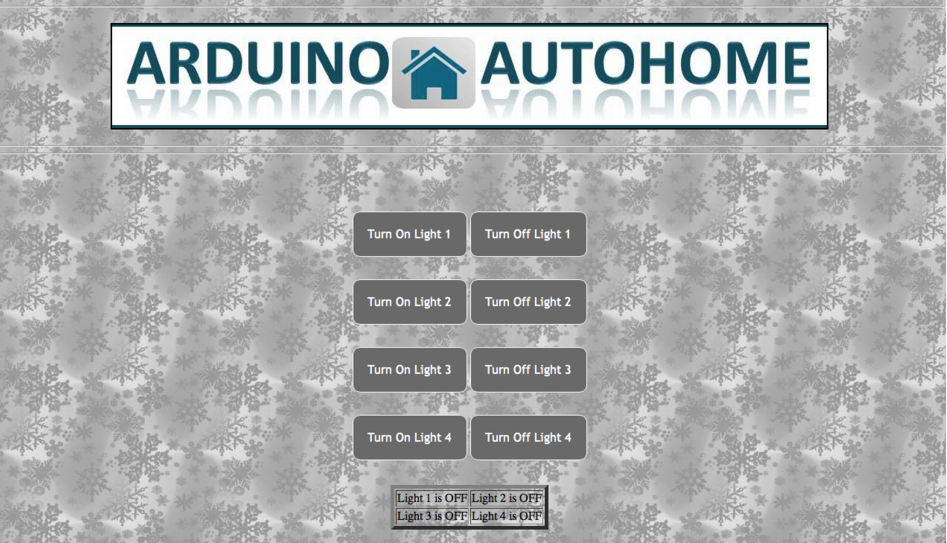 ARDUINO AUTOHOME
Turn On Light 1 Turn Off Light 1
Turn On Light 2 Turn Off Light 2
Turn On Light 3 Turn Off Light 3
Turn On Light 4 Turn Off Light 4
Light 1 is OFF Light 2 is OFF
Light 3 is OFF Light 4 is OFF